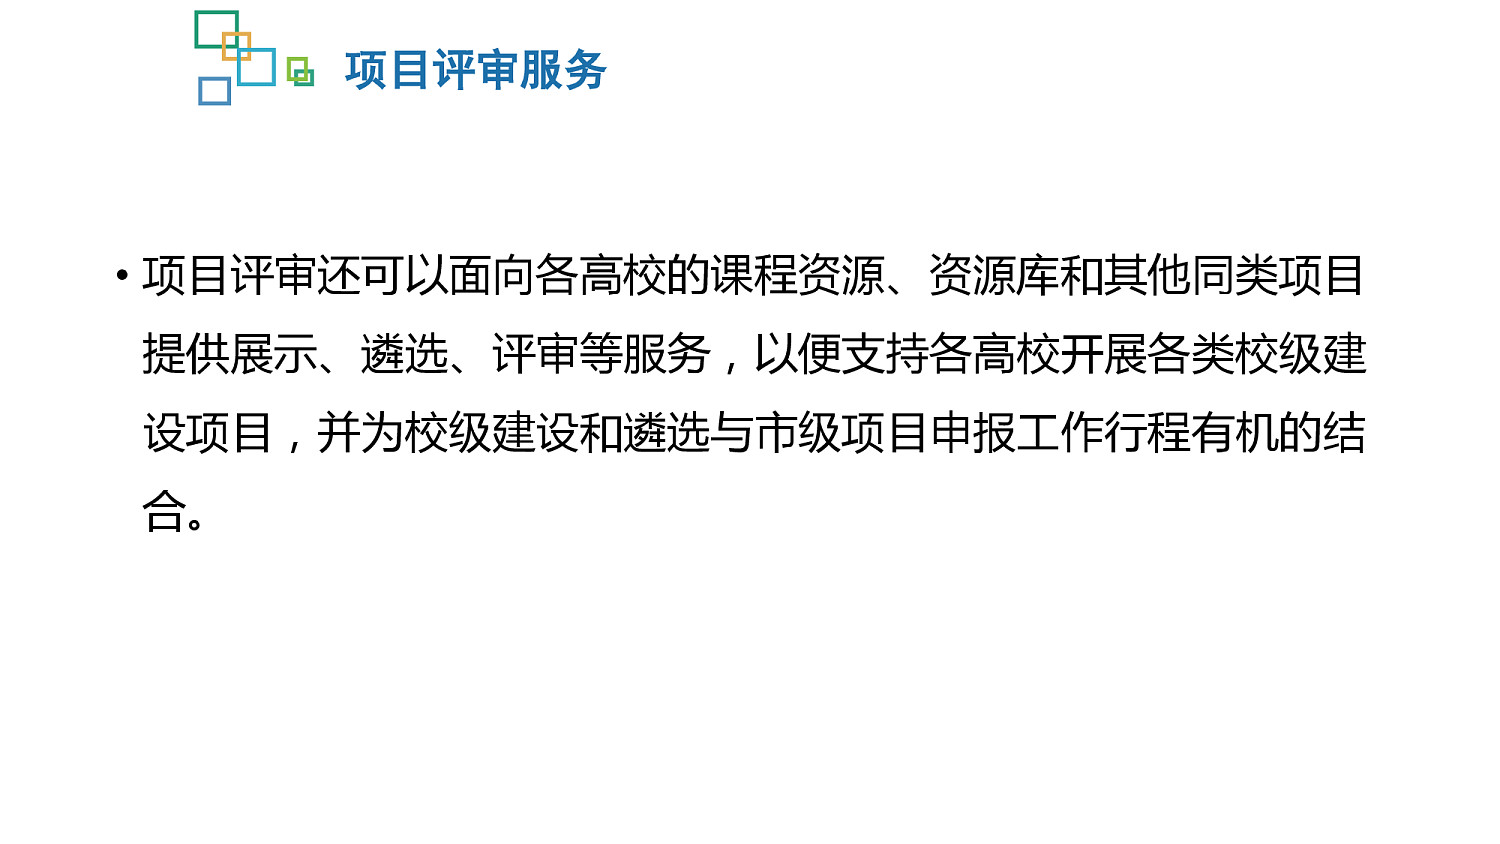 项目评审服务
• 项目评审还可以面向各高校的课程资源、资源库和其他同类项目
提供展示、遴选、评审等服务，以便支持各高校开展各类校级建
设项目，并为校级建设和遴选与市级项目申报工作行程有机的结
合。